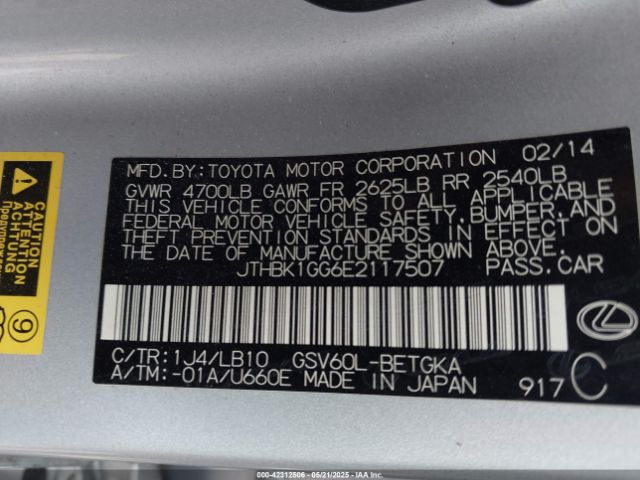 MFD.BY:TOYOTA MOTOR CORPORATION 02/14
GVWR 4700LB GAWR FR 2625LB RR 2540LB
THIS VEHICLE CONFORMS TO ALL APPLICABLE
FEDERAL MOTOR VEHICLE SAFETY,BUMPER,AND
THEFT PREVENTION STANDARDS IN EFFECT ON
THE DATE OF MANUFACTURE SHOWN ABOVE.
JTHBK1GG6E2117507 PASS.CAR
C/TR:1J4/LB10 GSV60L-BETGKA
A/TM:-01A/U660E MADE IN JAPAN 917 C
CAUTION
ACHTUNG
9
000-42312506 - 05/21/2025 - IAAI.COM